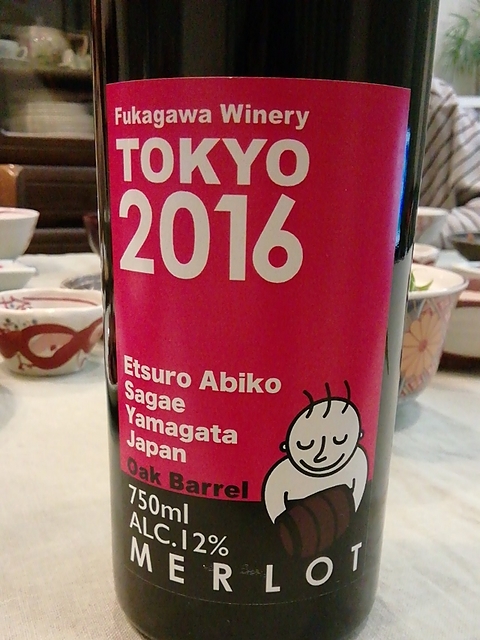 Fukagawa Winery
TOKYO
2016
Etsuro Abiko
Sagae
Yamagata
Japan
Oak Barrel
750ml
ALC.12%
MERLOT